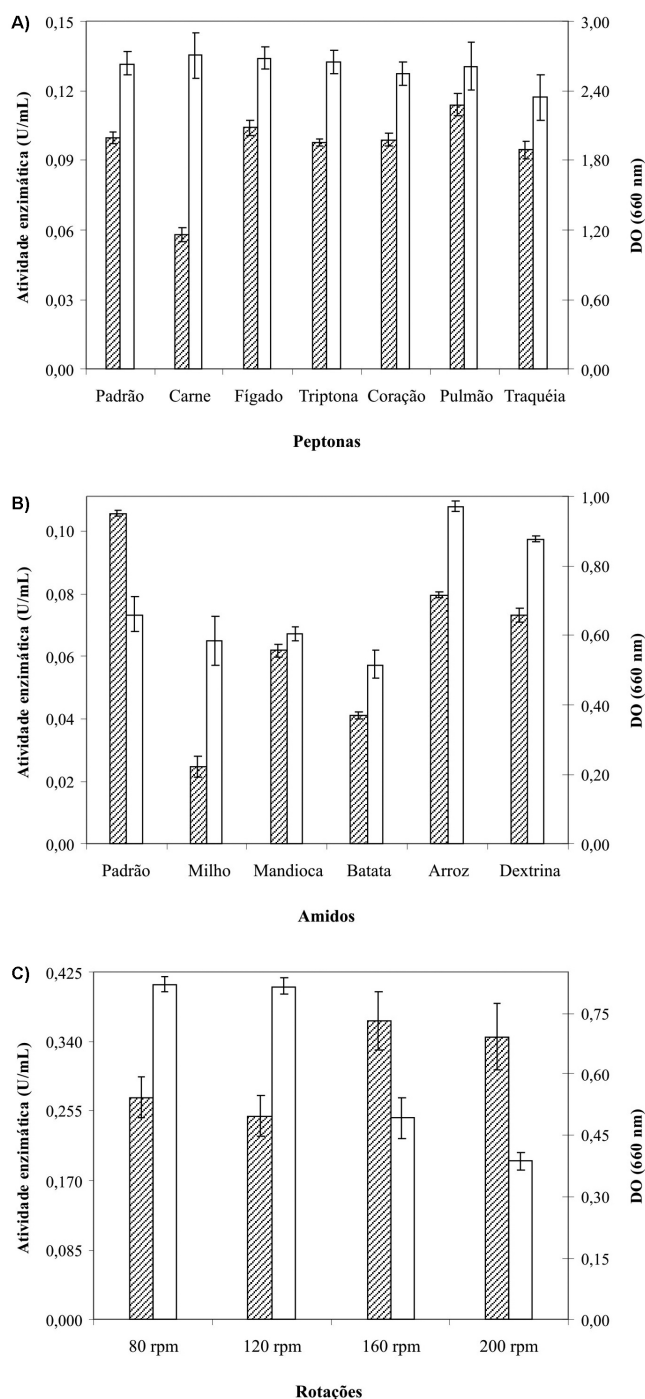 A)
Atividade enzimática (U/mL)
0,15
0,12
0,09
0,06
0,03
0,00
3,00
2,40
1,80
1,20
0,60
0,00
DO (660 nm)
Padrão Carne Fígado Triptona Coração Pulmão Traquéia
Peptonas
B)
Atividade enzimática (U/mL)
0,10
0,08
0,06
0,04
0,02
0,00
1,00
0,80
0,60
0,40
0,20
0,00
DO (660 nm)
Padrão Milho Mandioca Batata Arroz Dextrina
Amidos
C)
Atividade enzimática (U/mL)
0,425
0,340
0,255
0,170
0,085
0,000
0,75
0,60
0,45
0,30
0,15
0,00
DO (660 nm)
80 rpm 120 rpm 160 rpm 200 rpm
Rotações